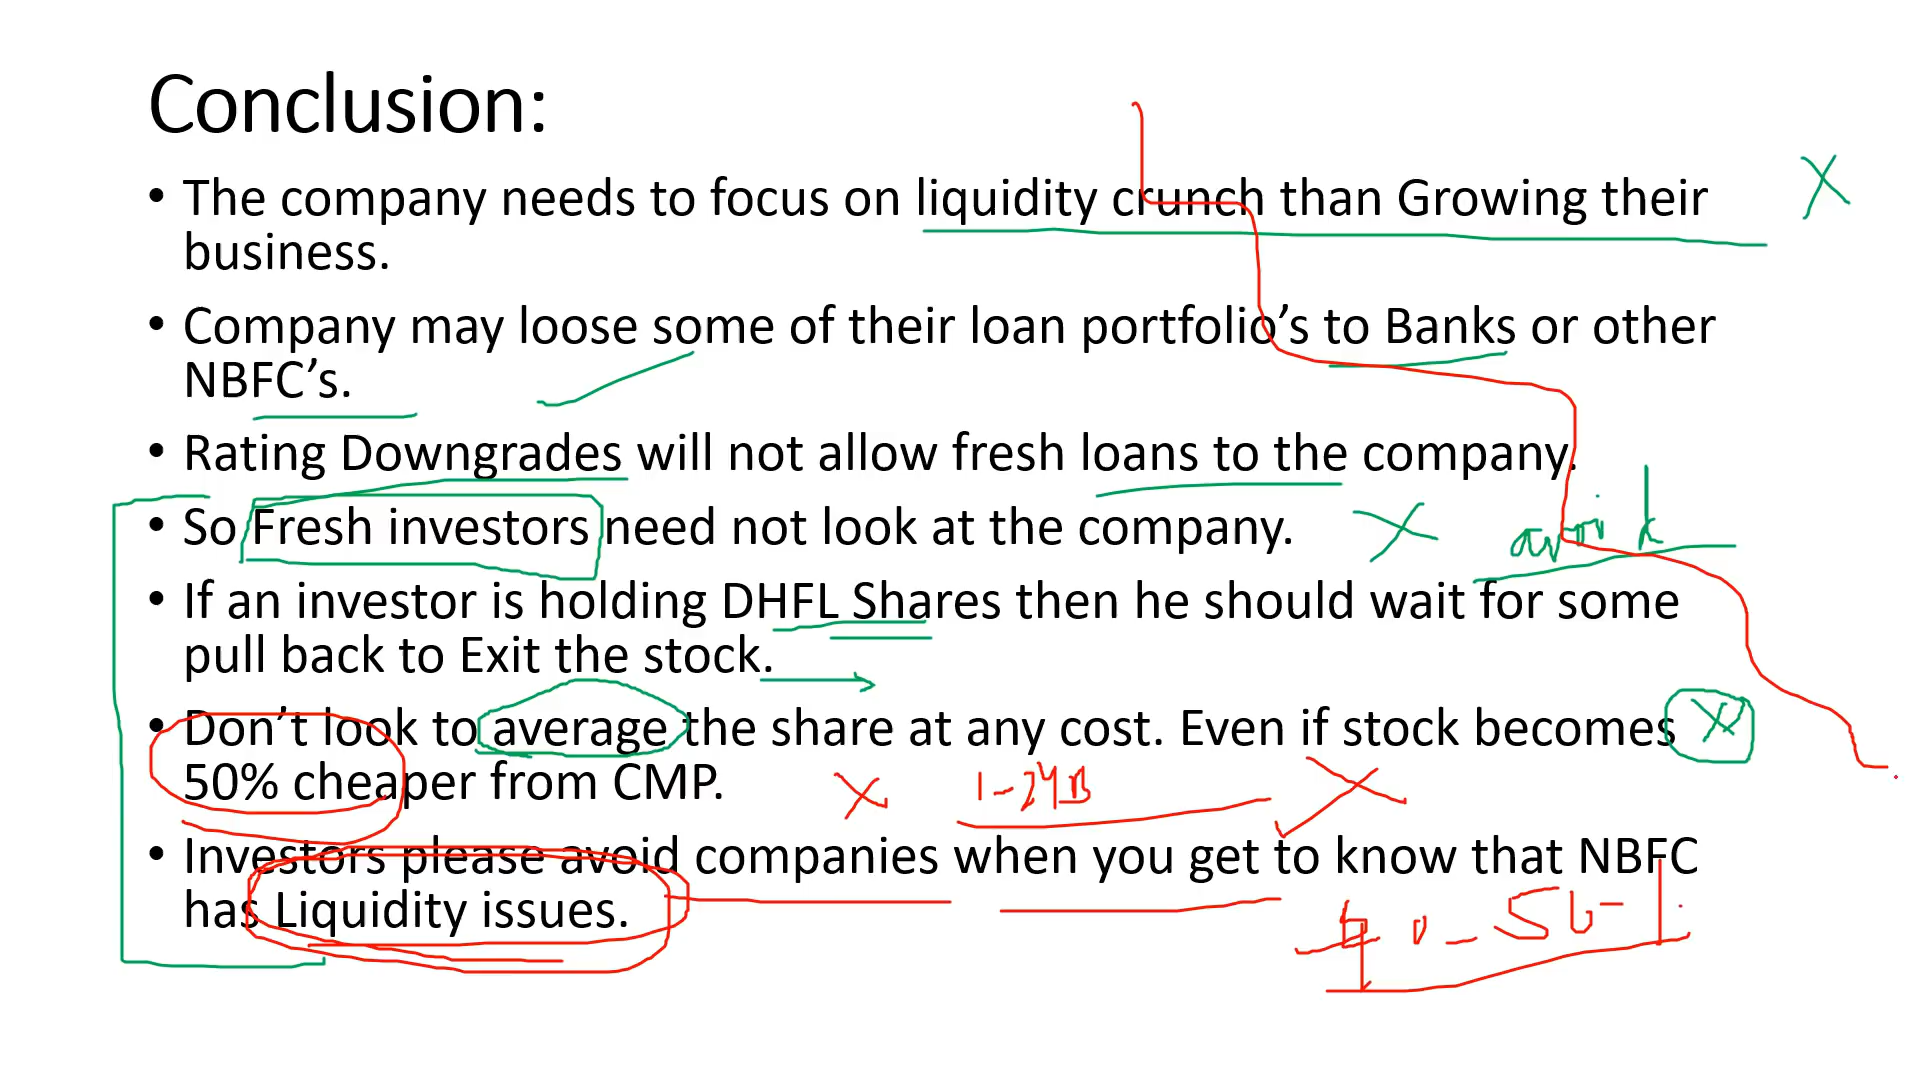 Conclusion:
• The company needs to focus on liquidity crunch than Growing their
business.
• Company may loose some of their loan portfolio’s to Banks or other
NBFC’s.
• Rating Downgrades will not allow fresh loans to the company.
• So Fresh investors need not look at the company.
avoid
• If an investor is holding DHFL Shares then he should wait for some
pull back to Exit the stock.
• Don’t look to average the share at any cost. Even if stock becomes
50% cheaper from CMP.
• Investors please avoid companies when you get to know that NBFC
has Liquidity issues.